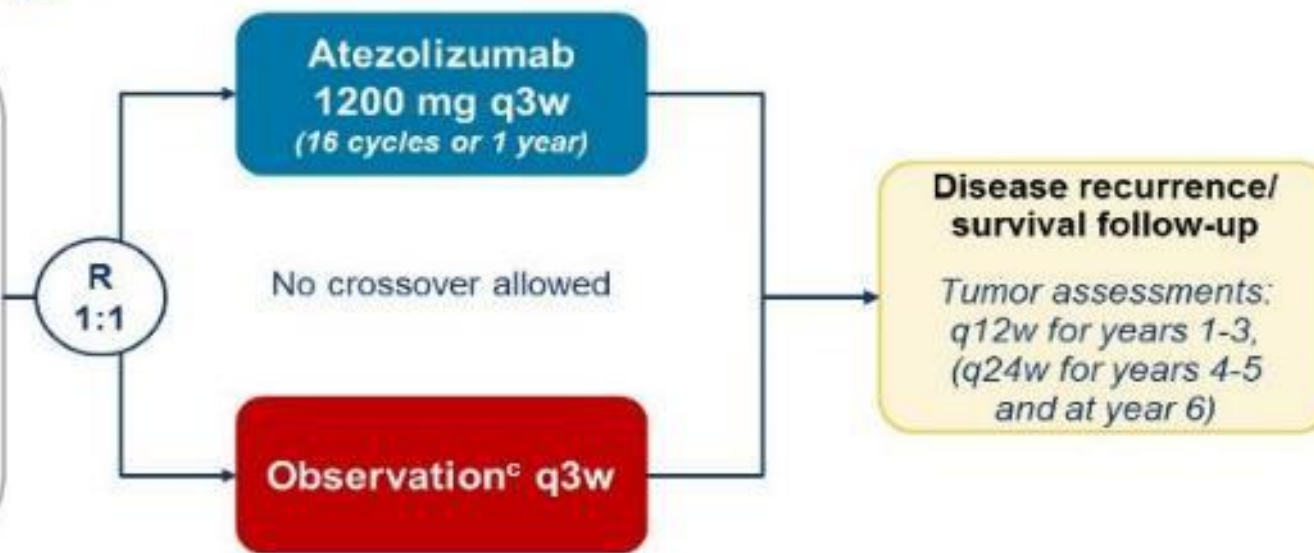 Atezolizumab
1200 mg q3w
(16 cycles or 1 year)
R
1:1
No crossover allowed
Observationᶜ q3w
Disease recurrence/
survival follow-up
Tumor assessments:
q12w for years 1-3,
(q24w for years 4-5
and at year 6)